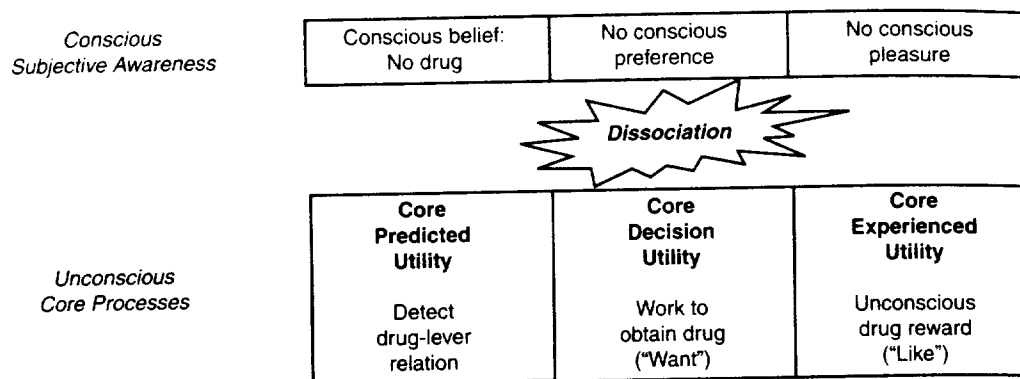 Conscious
Subjective Awareness
Conscious belief:
No drug
No conscious
preference
No conscious
pleasure
Dissociation
Unconscious
Core Processes
Core
Predicted
Utility
Detect
drug-lever
relation
Core
Decision
Utility
Work to
obtain drug
("Want")
Core
Experienced
Utility
Unconscious
drug reward
("Like")